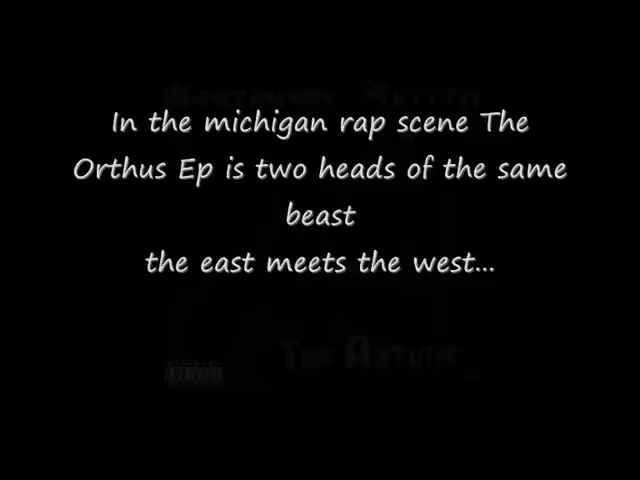 In the michigan rap scene The
Orthus Ep is two heads of the same
beast
the east meets the west...